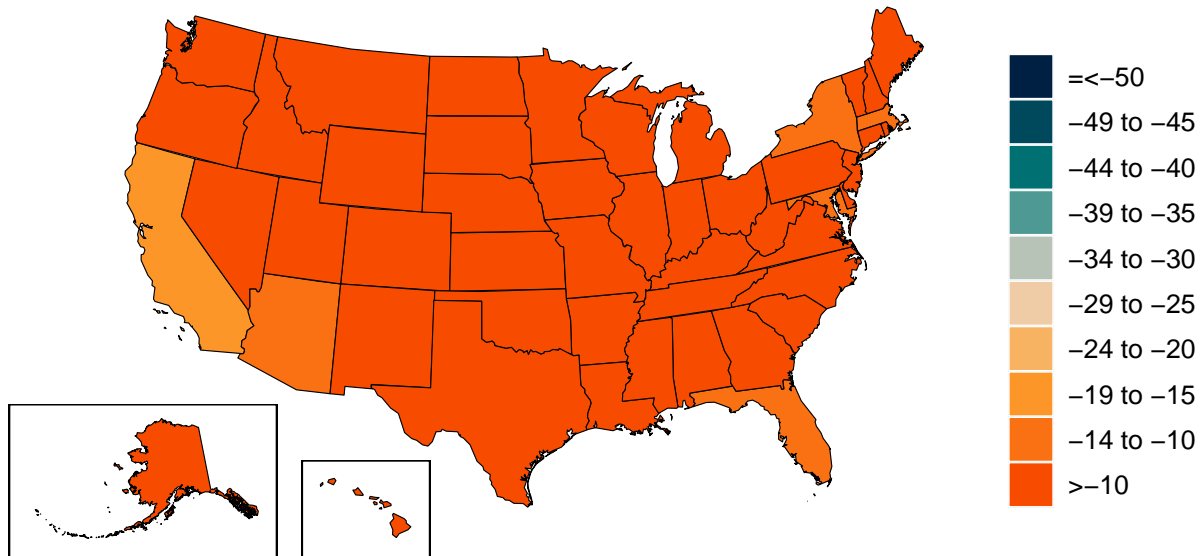 =<−50
−49 to −45
−44 to −40
−39 to −35
−34 to −30
−29 to −25
−24 to −20
−19 to −15
−14 to −10
>−10